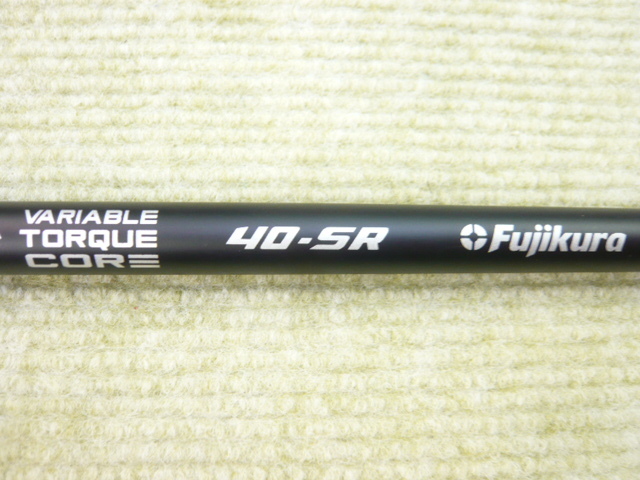 VARIABLE
TORQUE
CORE
40-SR
Fujikura